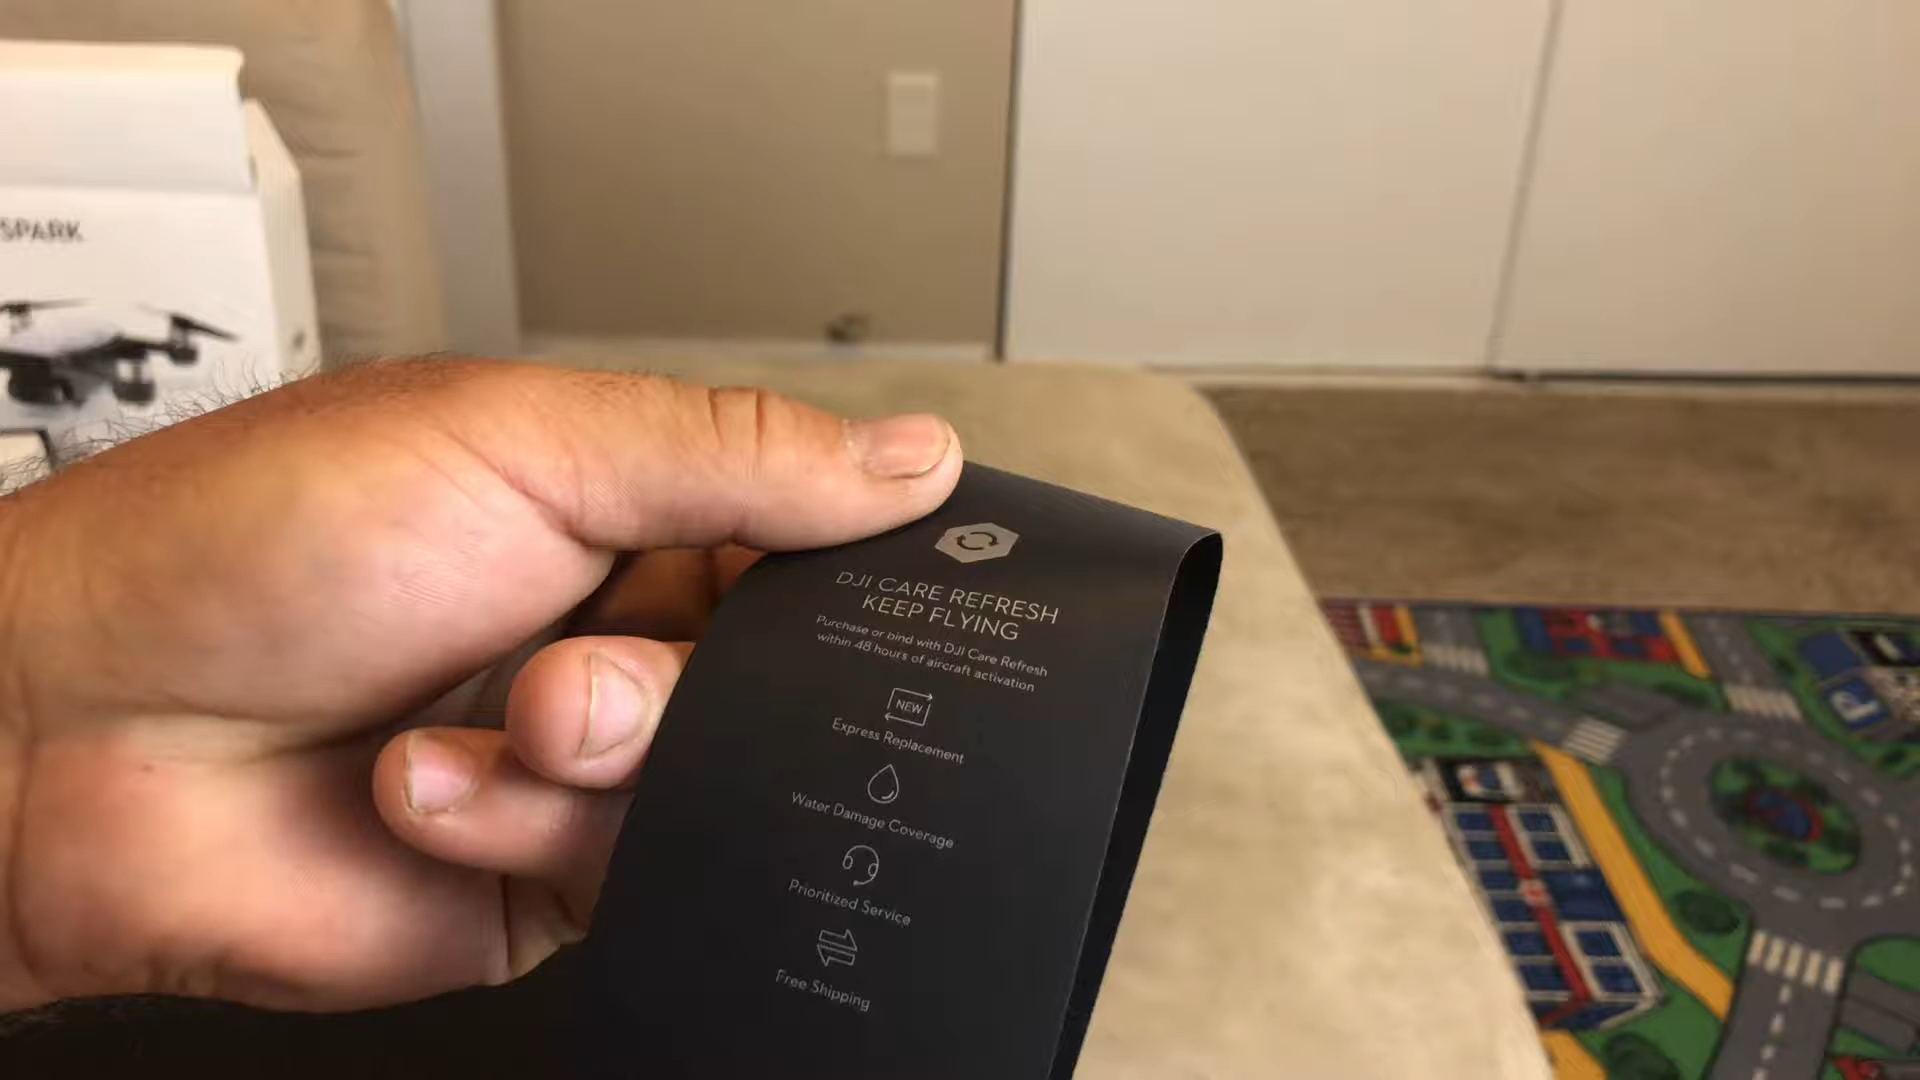 SPARK
DJI CARE REFRESH
KEEP FLYING
Purchase or bind with DJI Care Refresh
within 48 hours of aircraft activation
NEW
Express Replacement
Water Damage Coverage
Prioritized Service
Free Shipping
P